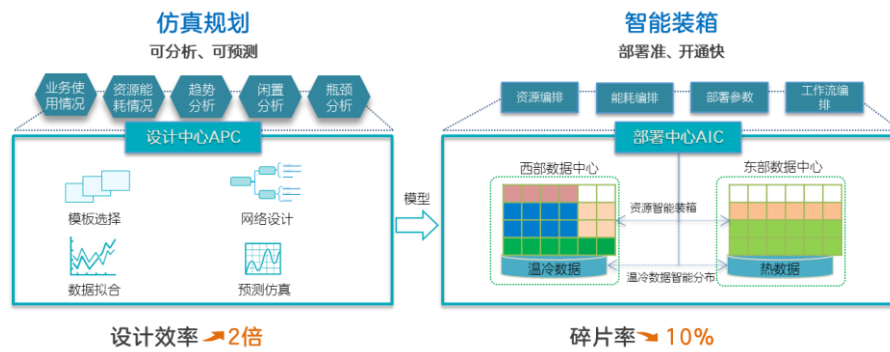 仿真规划
可分析、可预测
业务使
用情况
资源能
耗情况
趋势
分析
闲置
分析
瓶颈
分析
设计中心APC
模板选择
网络设计
数据拟合
预测仿真
设计效率 2倍
模型
智能装箱
部署准、开通快
资源编排
能耗编排
部署参数
工作流编
排
部署中心AIC
西部数据中心
东部数据中心
资源智能装箱
温冷数据
温冷数据智能分布
热数据
碎片率 10%